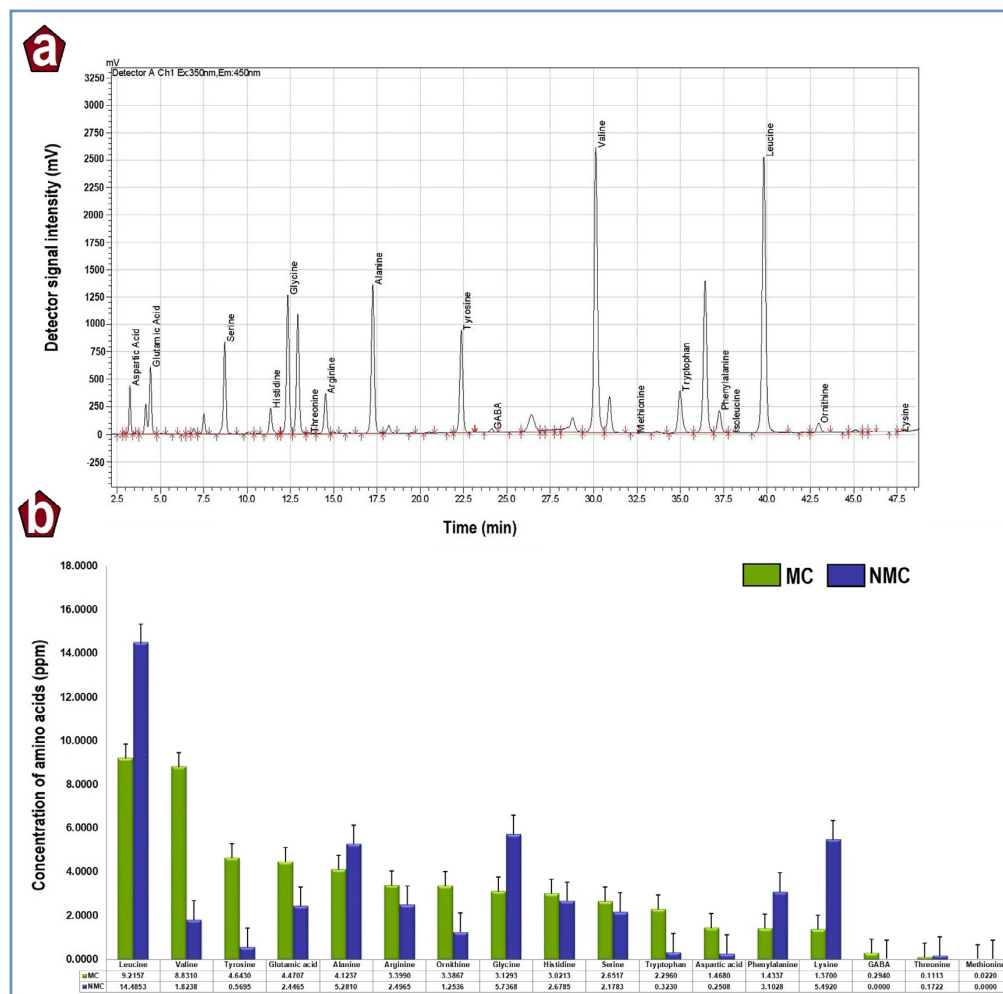 a
mV
Detector A Ch1 Ex:350nm,Em:450nm
3250
3000
2750
2500
2250
2000
1750
1500
1250
1000
750
500
250
0
-250
Detector signal intensity (mV)
Aspartic Acid
Glutamic Acid
Serine
Histidine
Glycine
Threonine
Arginine
Alanine
Tyrosine
GABA
Valine
Methionine
Tryptophan
Phenylalanine
Isoleucine
Leucine
Ornithine
Lysine
2.5 5.0 7.5 10.0 12.5 15.0 17.5 20.0 22.5 25.0 27.5 30.0 32.5 35.0 37.5 40.0 42.5 45.0 47.5
Time (min)
b
MC NMC
18.0000
16.0000
14.0000
12.0000
10.0000
8.0000
6.0000
4.0000
2.0000
0.0000
Concentration of amino acids (ppm)
Leucine Valine Tyrosine Glutamic acid Alanine Arginine Ornithine Glycine Histidine Serine Tryptophan Aspartic acid Phenylalanine Lysine GABA Threonine Methionine
MC 9.2157 8.8310 4.6430 4.4707 4.1237 3.3990 3.3867 3.1293 3.0213 2.6517 2.2960 1.4680 1.4337 1.3700 0.2940 0.1113 0.0220
NMC 14.4853 1.8238 0.5695 2.4465 5.2810 2.4965 1.2536 5.7368 2.6785 2.1783 0.3230 0.2508 3.1028 5.4920 0.0000 0.1722 0.0000